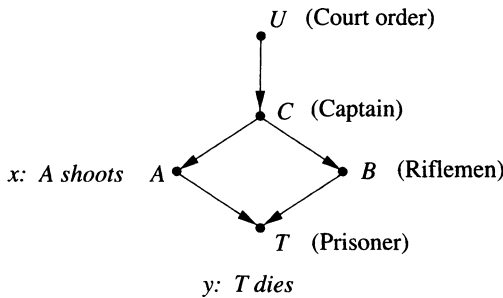 U (Court order)
C (Captain)
x: A shoots A B (Riflemen)
T (Prisoner)
y: T dies